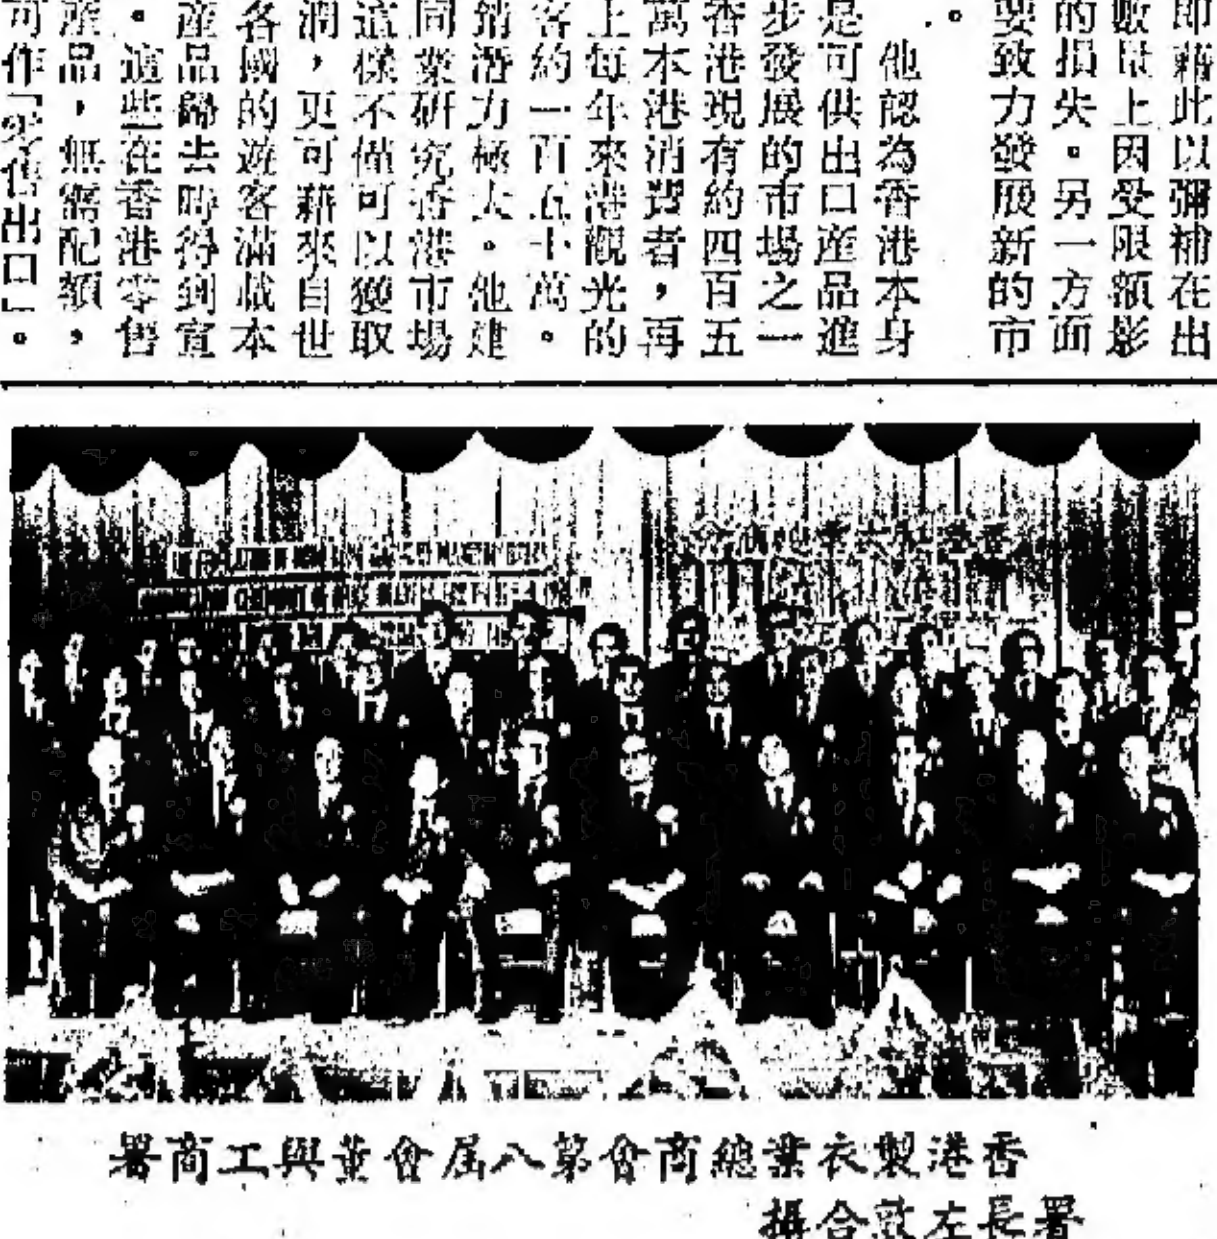 即藉此以彌補在出
數量上因受限額影
的損失。另一方面
要致力發展新的市
。
他認為香港本身
是可供出口產品進
步發展的市場之一
香港現有約四百五
萬本港消費者，再
上每年來港觀光的
客約一百五十萬。
銷潛力極大。他建
同業研究香港市場
這樣不僅可以獲取
潤，更可藉來自世
各國的遊客滿載本
產品歸去時得到宣
。這些在香港零售
產品，無需配額，
可作「零售出口」。
香港製衣業總商會第八屆會董與工商署
署長左敦合攝